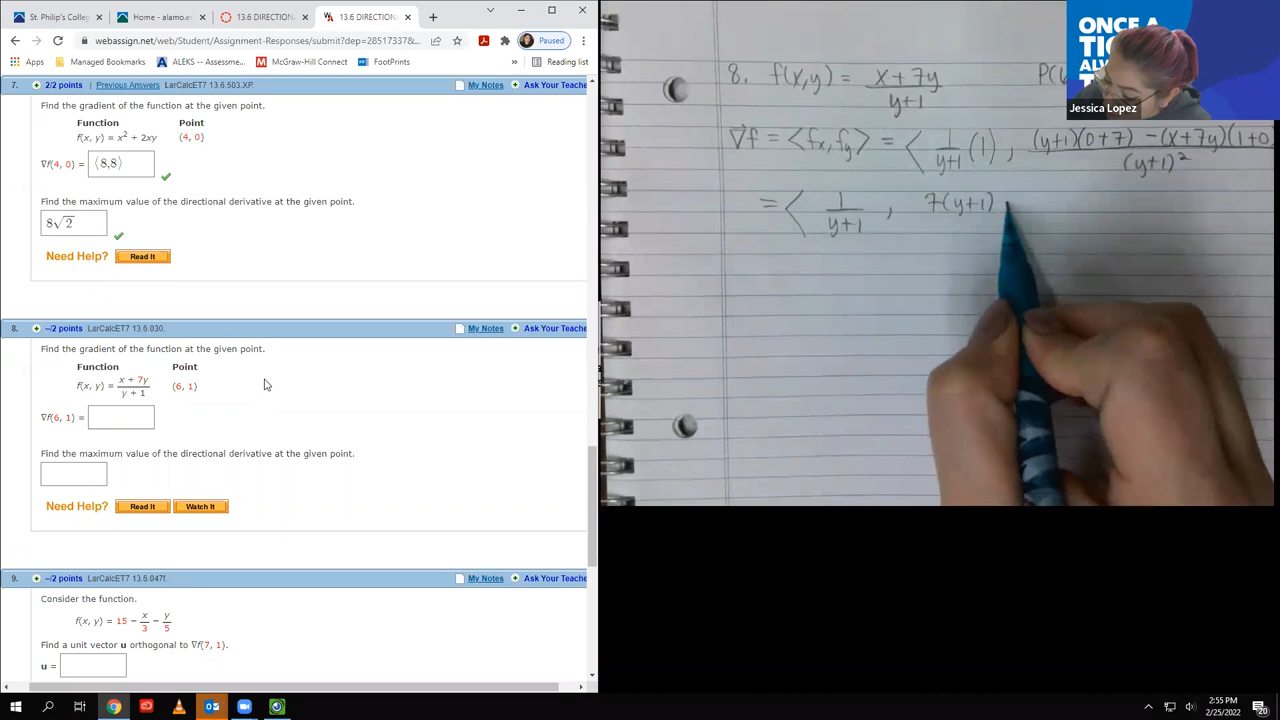 St. Philip's Colleg
Home - alamo.ed
13.6 DIRECTION
13.6 DIRECTIONAL
webassign.net/web/Student/Assignment-Responses/submit?dep=28517337&...
Paused
Apps
Managed Bookmarks
ALEKS -- Assessme...
McGraw-Hill Connect
FootPrints
Reading list
7. 2/2 points | Previous Answers LarCalcET7 13.6.503.XP. My Notes Ask Your Teache
Find the gradient of the function at the given point.
Function Point
f(x, y) = x² + 2xy (4, 0)
∇f(4, 0) = ⟨8,8⟩
Find the maximum value of the directional derivative at the given point.
8√2
Need Help? Read It
8. –/2 points LarCalcET7 13.6.030. My Notes Ask Your Teache
Find the gradient of the function at the given point.
Function Point
f(x, y) = (x + 7y)/(y + 1) (6, 1)
∇f(6, 1) =
Find the maximum value of the directional derivative at the given point.
Need Help? Read It Watch It
9. –/2 points LarCalcET7 13.6.047f. My Notes Ask Your Teache
Consider the function.
f(x, y) = 15 − x/3 − y/5
Find a unit vector u orthogonal to ∇f(7, 1).
u =
8. f(x,y) = (x+7y)/(y+1) P(
∇f = <fx, fy> = < 1/(y+1) (1), ((y+1)(0+7) - (x+7y)(1+0)/(y+1)²
= < 1/(y+1), 7(y+1)
ONCE A
TIG
ALW
A T
Jessica Lopez
2:55 PM
2/25/2022
20